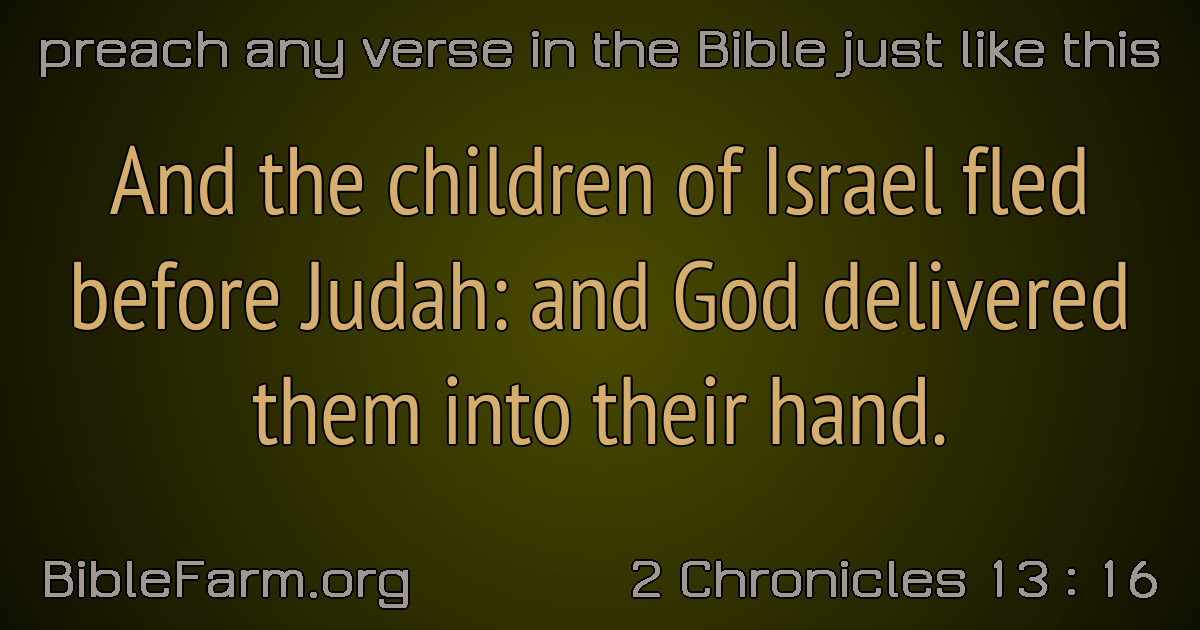 preach any verse in the Bible just like this
And the children of Israel fled
before Judah: and God delivered
them into their hand.
BibleFarm.org
2 Chronicles 13 : 16